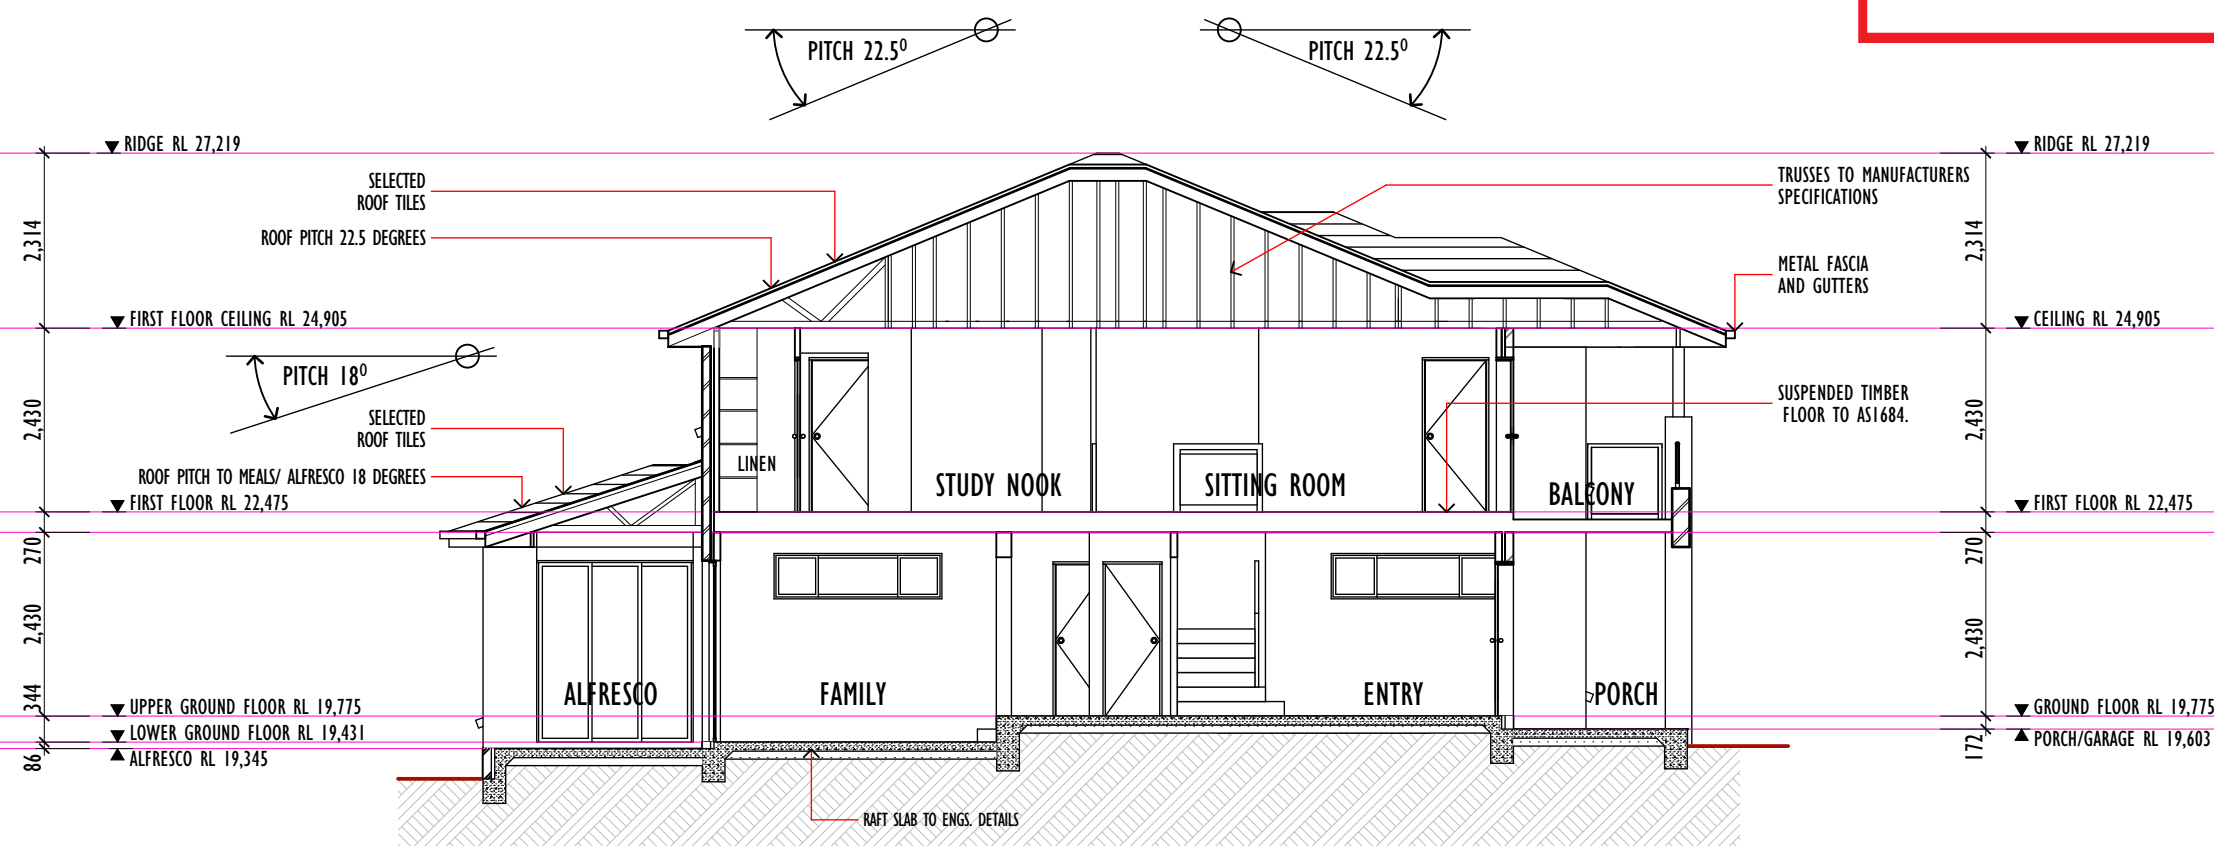 PITCH 22.5⁰
PITCH 22.5⁰
RIDGE RL 27,219
RIDGE RL 27,219
SELECTED
ROOF TILES
ROOF PITCH 22.5 DEGREES
TRUSSES TO MANUFACTURERS
SPECIFICATIONS
2,314
2,314
METAL FASCIA
AND GUTTERS
FIRST FLOOR CEILING RL 24,905
CEILING RL 24,905
PITCH 18⁰
SELECTED
ROOF TILES
SUSPENDED TIMBER
FLOOR TO AS1684.
2,430
2,430
LINEN
ROOF PITCH TO MEALS/ ALFRESCO 18 DEGREES
STUDY NOOK
SITTING ROOM
BALCONY
FIRST FLOOR RL 22,475
FIRST FLOOR RL 22,475
270
270
2,430
2,430
ALFRESCO
FAMILY
ENTRY
PORCH
344
UPPER GROUND FLOOR RL 19,775
GROUND FLOOR RL 19,775
LOWER GROUND FLOOR RL 19,431
PORCH/GARAGE RL 19,603
86
ALFRESCO RL 19,345
172
RAFT SLAB TO ENGS. DETAILS